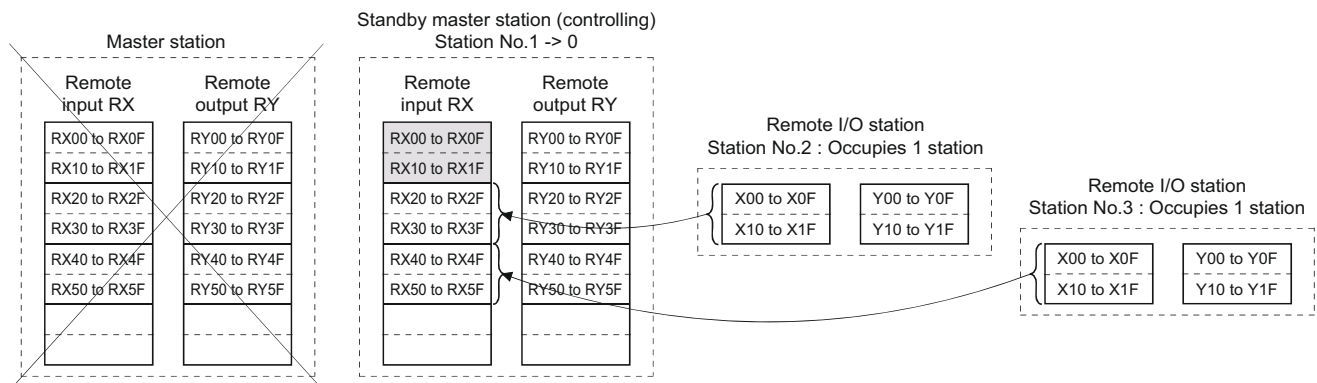 Master station
Remote input RX
Remote output RY
RX00 to RX0F
RX10 to RX1F
RX20 to RX2F
RX30 to RX3F
RX40 to RX4F
RX50 to RX5F
RY00 to RY0F
RY10 to RY1F
RY20 to RY2F
RY30 to RY3F
RY40 to RY4F
RY50 to RY5F
Standby master station (controlling)
Station No.1 -> 0
Remote input RX
Remote output RY
RX00 to RX0F
RX10 to RX1F
RX20 to RX2F
RX30 to RX3F
RX40 to RX4F
RX50 to RX5F
RY00 to RY0F
RY10 to RY1F
RY20 to RY2F
RY30 to RY3F
RY40 to RY4F
RY50 to RY5F
Remote I/O station
Station No.2 : Occupies 1 station
X00 to X0F
X10 to X1F
Y00 to Y0F
Y10 to Y1F
Remote I/O station
Station No.3 : Occupies 1 station
X00 to X0F
X10 to X1F
Y00 to Y0F
Y10 to Y1F